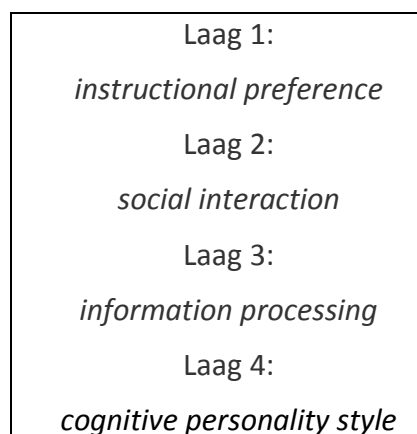 Laag 1:
instructional preference
Laag 2:
social interaction
Laag 3:
information processing
Laag 4:
cognitive personality style